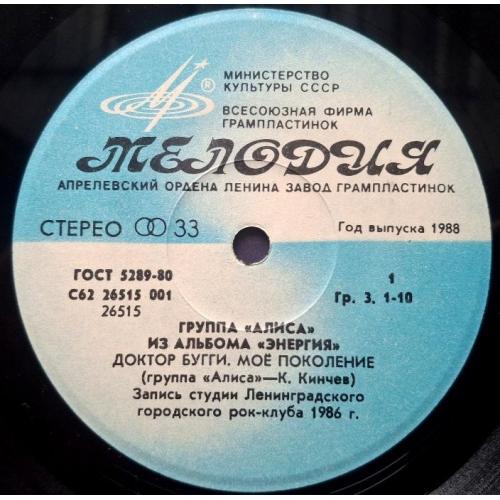 МИНИСТЕРСТВО
КУЛЬТУРЫ СССР
ВСЕСОЮЗНАЯ ФИРМА
ГРАМПЛАСТИНОК
®
МЕЛОДИЯ
АПРЕЛЕВСКИЙ ОРДЕНА ЛЕНИНА ЗАВОД ГРАМПЛАСТИНОК
СТЕРЕО 33
Год выпуска 1988
ГОСТ 5289-80
С62 26515 001
26515
1
Гр. 3. 1-10
ГРУППА «АЛИСА»
ИЗ АЛЬБОМА «ЭНЕРГИЯ»
ДОКТОР БУГГИ. МОЁ ПОКОЛЕНИЕ
(группа «Алиса»—К. Кинчев)
Запись студии Ленинградского
городского рок-клуба 1986 г.